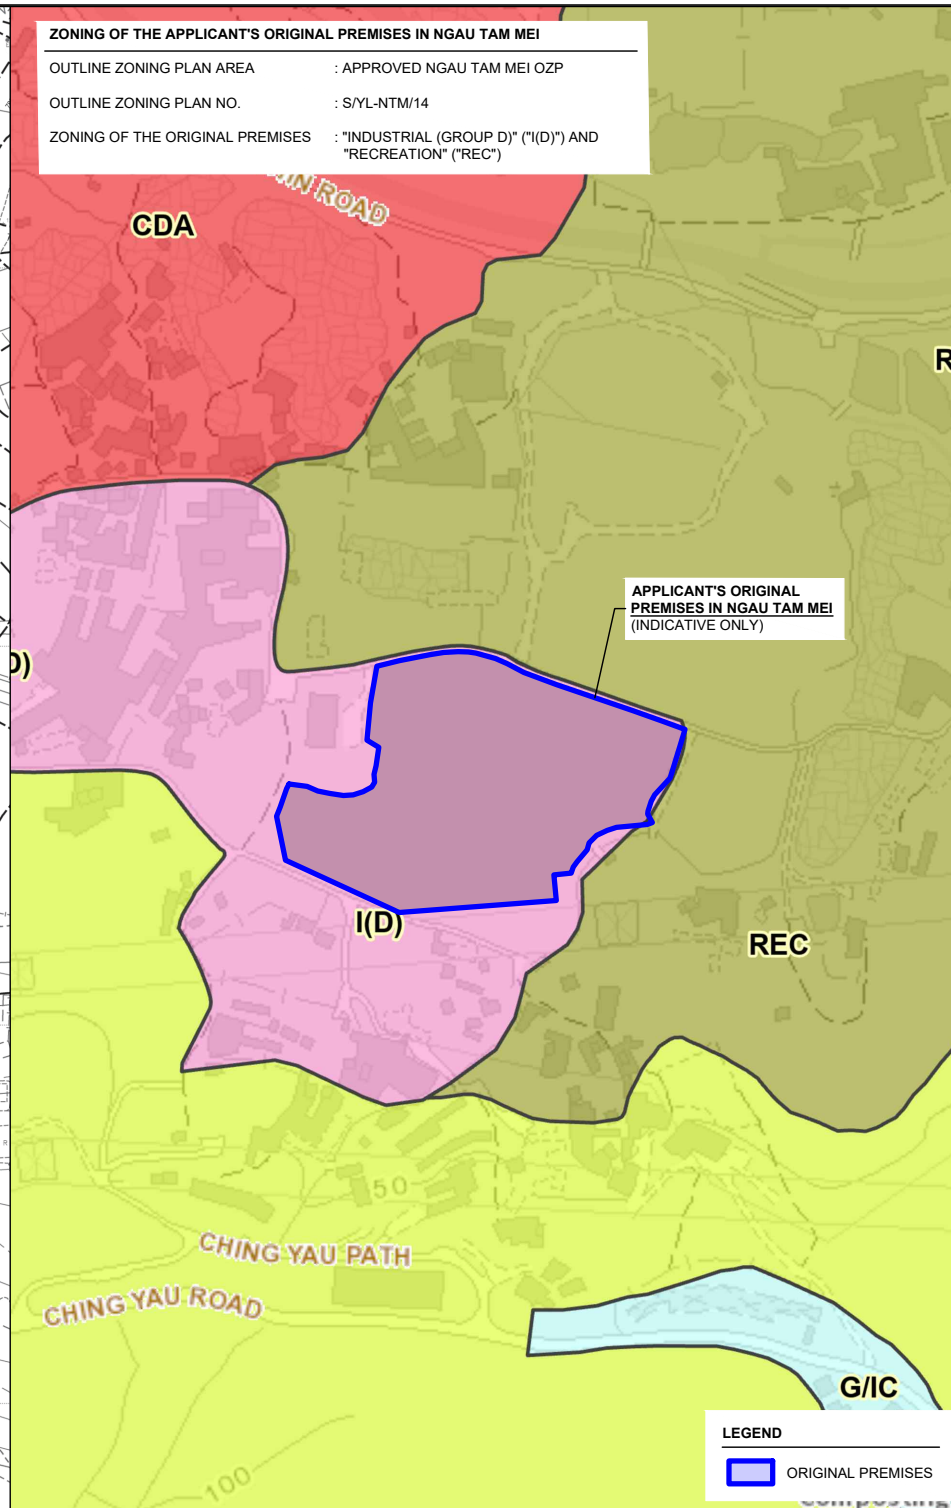 ZONING OF THE APPLICANT'S ORIGINAL PREMISES IN NGAU TAM MEI
OUTLINE ZONING PLAN AREA : APPROVED NGAU TAM MEI OZP
OUTLINE ZONING PLAN NO. : S/YL-NTM/14
ZONING OF THE ORIGINAL PREMISES : "INDUSTRIAL (GROUP D)" ("I(D)") AND
"RECREATION" ("REC")
ROAD
CDA
R
APPLICANT'S ORIGINAL
PREMISES IN NGAU TAM MEI
(INDICATIVE ONLY)
D)
I(D)
REC
50
CHING YAU PATH
CHING YAU ROAD
G/IC
LEGEND
ORIGINAL PREMISES
100